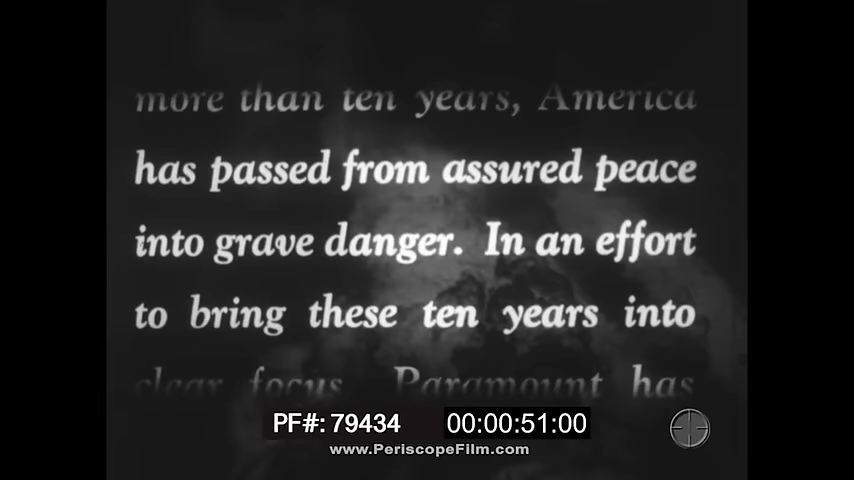 more than ten years, America
has passed from assured peace
into grave danger. In an effort
to bring these ten years into
clear focus Paramount has
PF#: 79434 00:00:51:00
www.PeriscopeFilm.com